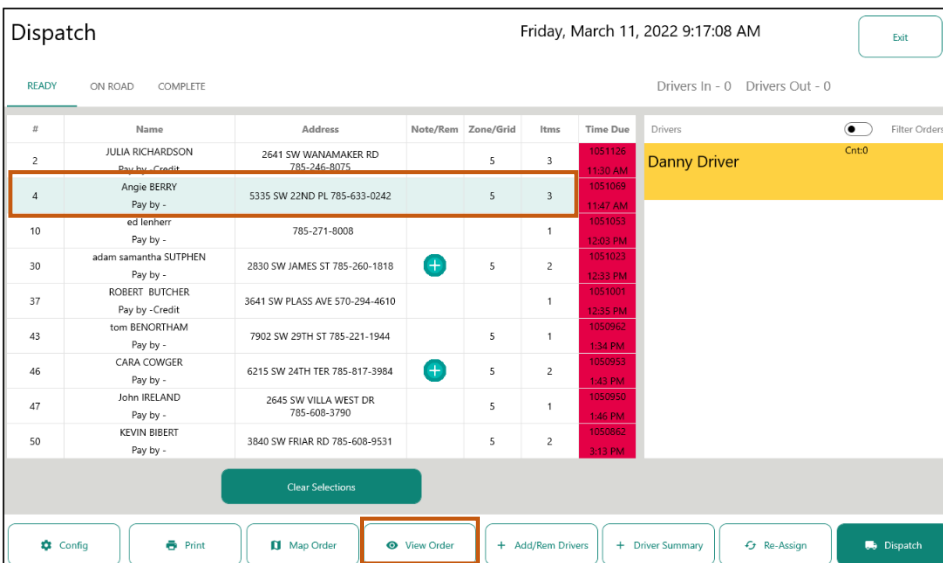 Dispatch
Friday, March 11, 2022 9:17:08 AM
Exit
READY ON ROAD COMPLETE
Drivers In - 0 Drivers Out - 0
# Name Address Note/Rem Zone/Grid Itms Time Due
Drivers Filter Orders
Cnt:0
Danny Driver
2 JULIA RICHARDSON 2641 SW WANAMAKER RD 5 3 1051126
Pay by -Credit 785-246-8075 11:30 AM
4 Angie BERRY 5335 SW 22ND PL 785-633-0242 5 3 1051069
Pay by - 11:47 AM
10 ed lenherr 785-271-8008 1 1051053
Pay by - 12:03 PM
30 adam samantha SUTPHEN 2830 SW JAMES ST 785-260-1818 + 5 2 1051023
Pay by - 12:33 PM
37 ROBERT BUTCHER 3641 SW PLASS AVE 570-294-4610 1 1051001
Pay by -Credit 12:35 PM
43 tom BENORTHAM 7902 SW 29TH ST 785-221-1944 5 1 1050962
Pay by - 1:34 PM
46 CARA COWGER 6215 SW 24TH TER 785-817-3984 + 5 2 1050953
Pay by - 1:43 PM
47 John IRELAND 2645 SW VILLA WEST DR 5 1 1050950
Pay by - 785-608-3790 1:46 PM
50 KEVIN BIBERT 3840 SW FRIAR RD 785-608-9531 5 2 1050862
Pay by - 3:13 PM
Clear Selections
Config Print Map Order View Order + Add/Rem Drivers + Driver Summary Re-Assign Dispatch